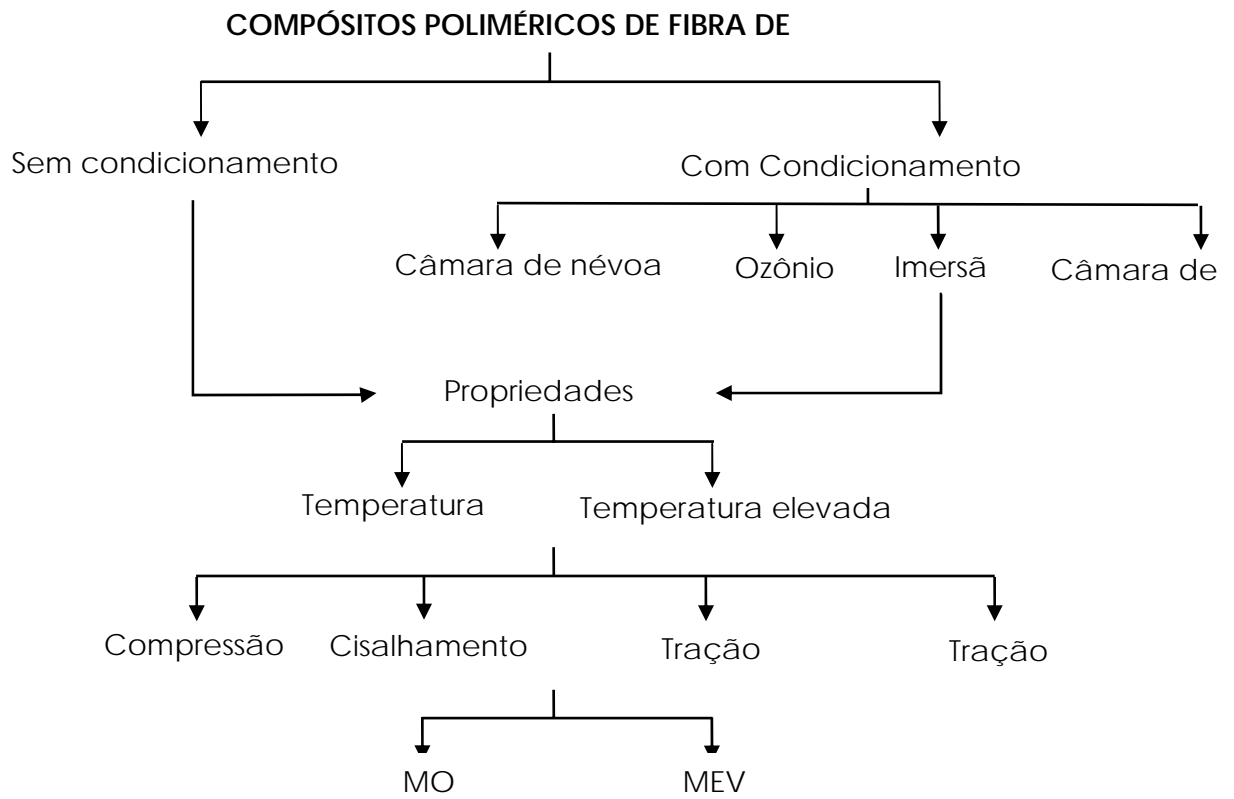 COMPÓSITOS POLIMÉRICOS DE FIBRA DE
Sem condicionamento
Com Condicionamento
Câmara de névoa
Ozônio
Imersã
Câmara de
Propriedades
Temperatura
Temperatura elevada
Compressão
Cisalhamento
Tração
Tração
MO
MEV